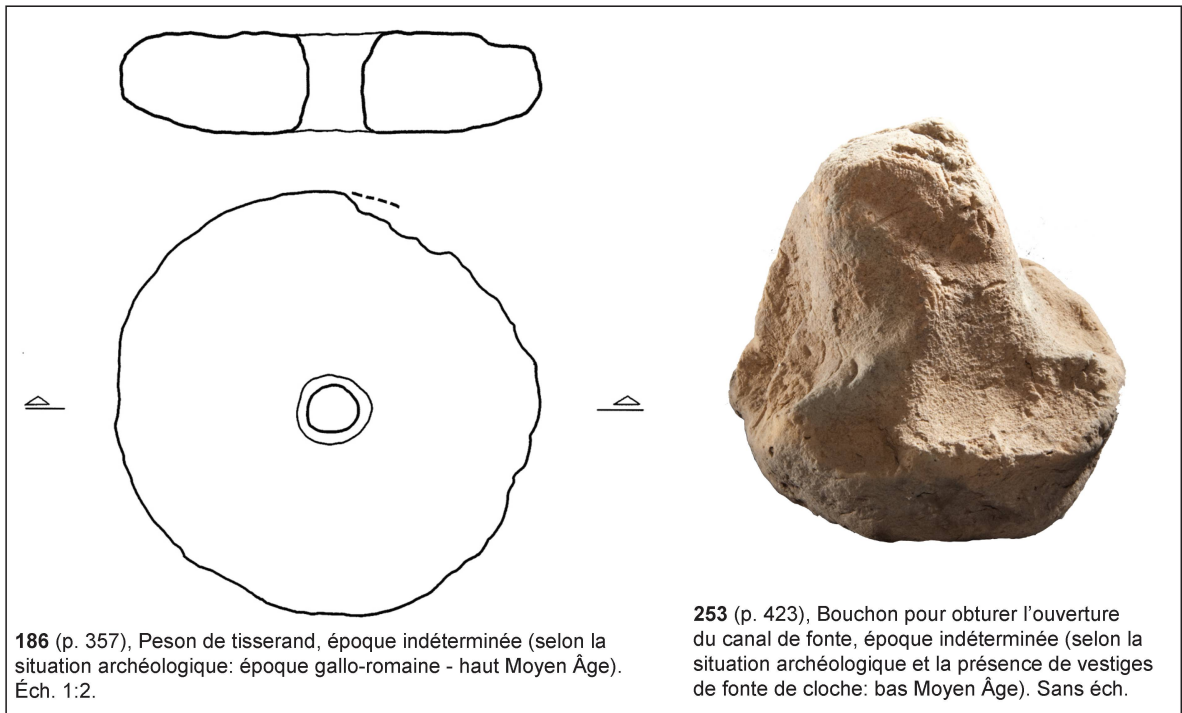 186 (p. 357), Peson de tisserand, époque indéterminée (selon la
situation archéologique: époque gallo-romaine - haut Moyen Âge).
Éch. 1:2.
253 (p. 423), Bouchon pour obturer l’ouverture
du canal de fonte, époque indéterminée (selon la
situation archéologique et la présence de vestiges
de fonte de cloche: bas Moyen Âge). Sans éch.